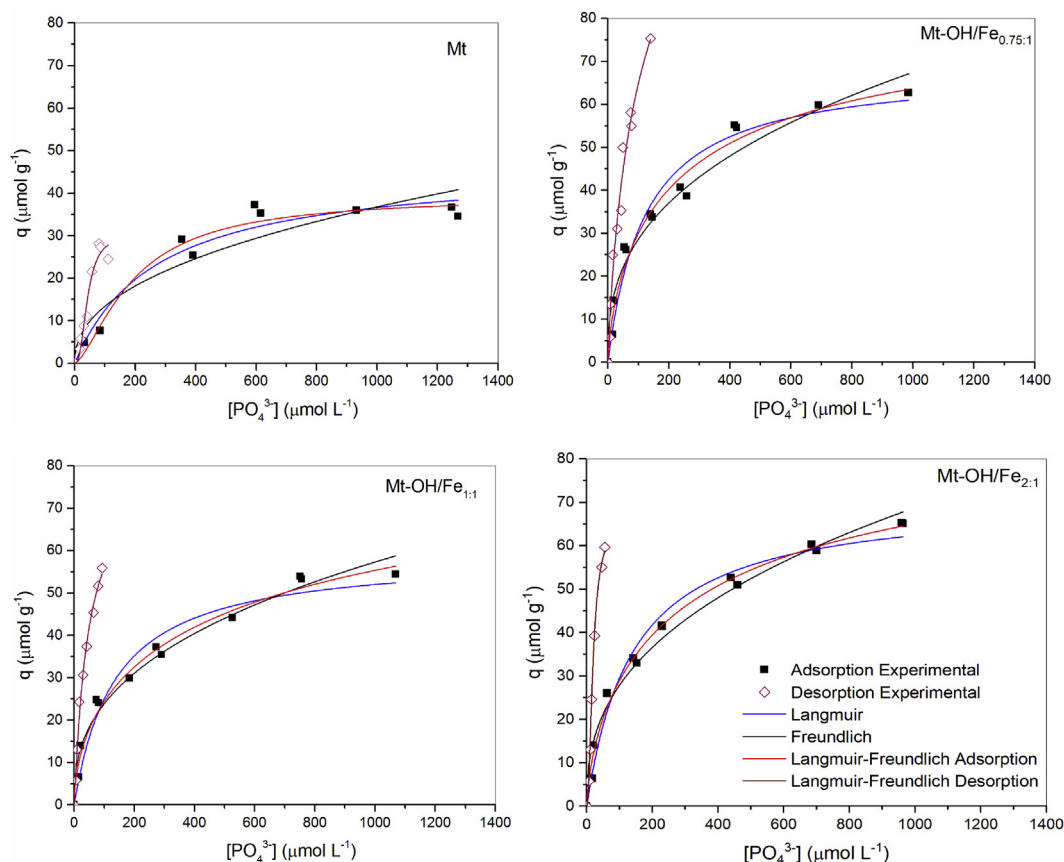 Mt
q (μmol g⁻¹)
80
70
60
50
40
30
20
10
0
0 200 400 600 800 1000 1200 1400
[PO₄³⁻] (μmol L⁻¹)
Mt-OH/Fe₀.₇₅:₁
q (μmol g⁻¹)
80
70
60
50
40
30
20
10
0
0 200 400 600 800 1000 1200 1400
[PO₄³⁻] (μmol L⁻¹)
Mt-OH/Fe₁:₁
q (μmol g⁻¹)
80
70
60
50
40
30
20
10
0
0 200 400 600 800 1000 1200 1400
[PO₄³⁻] (μmol L⁻¹)
Mt-OH/Fe₂:₁
q (μmol g⁻¹)
80
70
60
50
40
30
20
10
0
Adsorption Experimental
Desorption Experimental
Langmuir
Freundlich
Langmuir-Freundlich Adsorption
Langmuir-Freundlich Desorption
0 200 400 600 800 1000 1200 1400
[PO₄³⁻] (μmol L⁻¹)